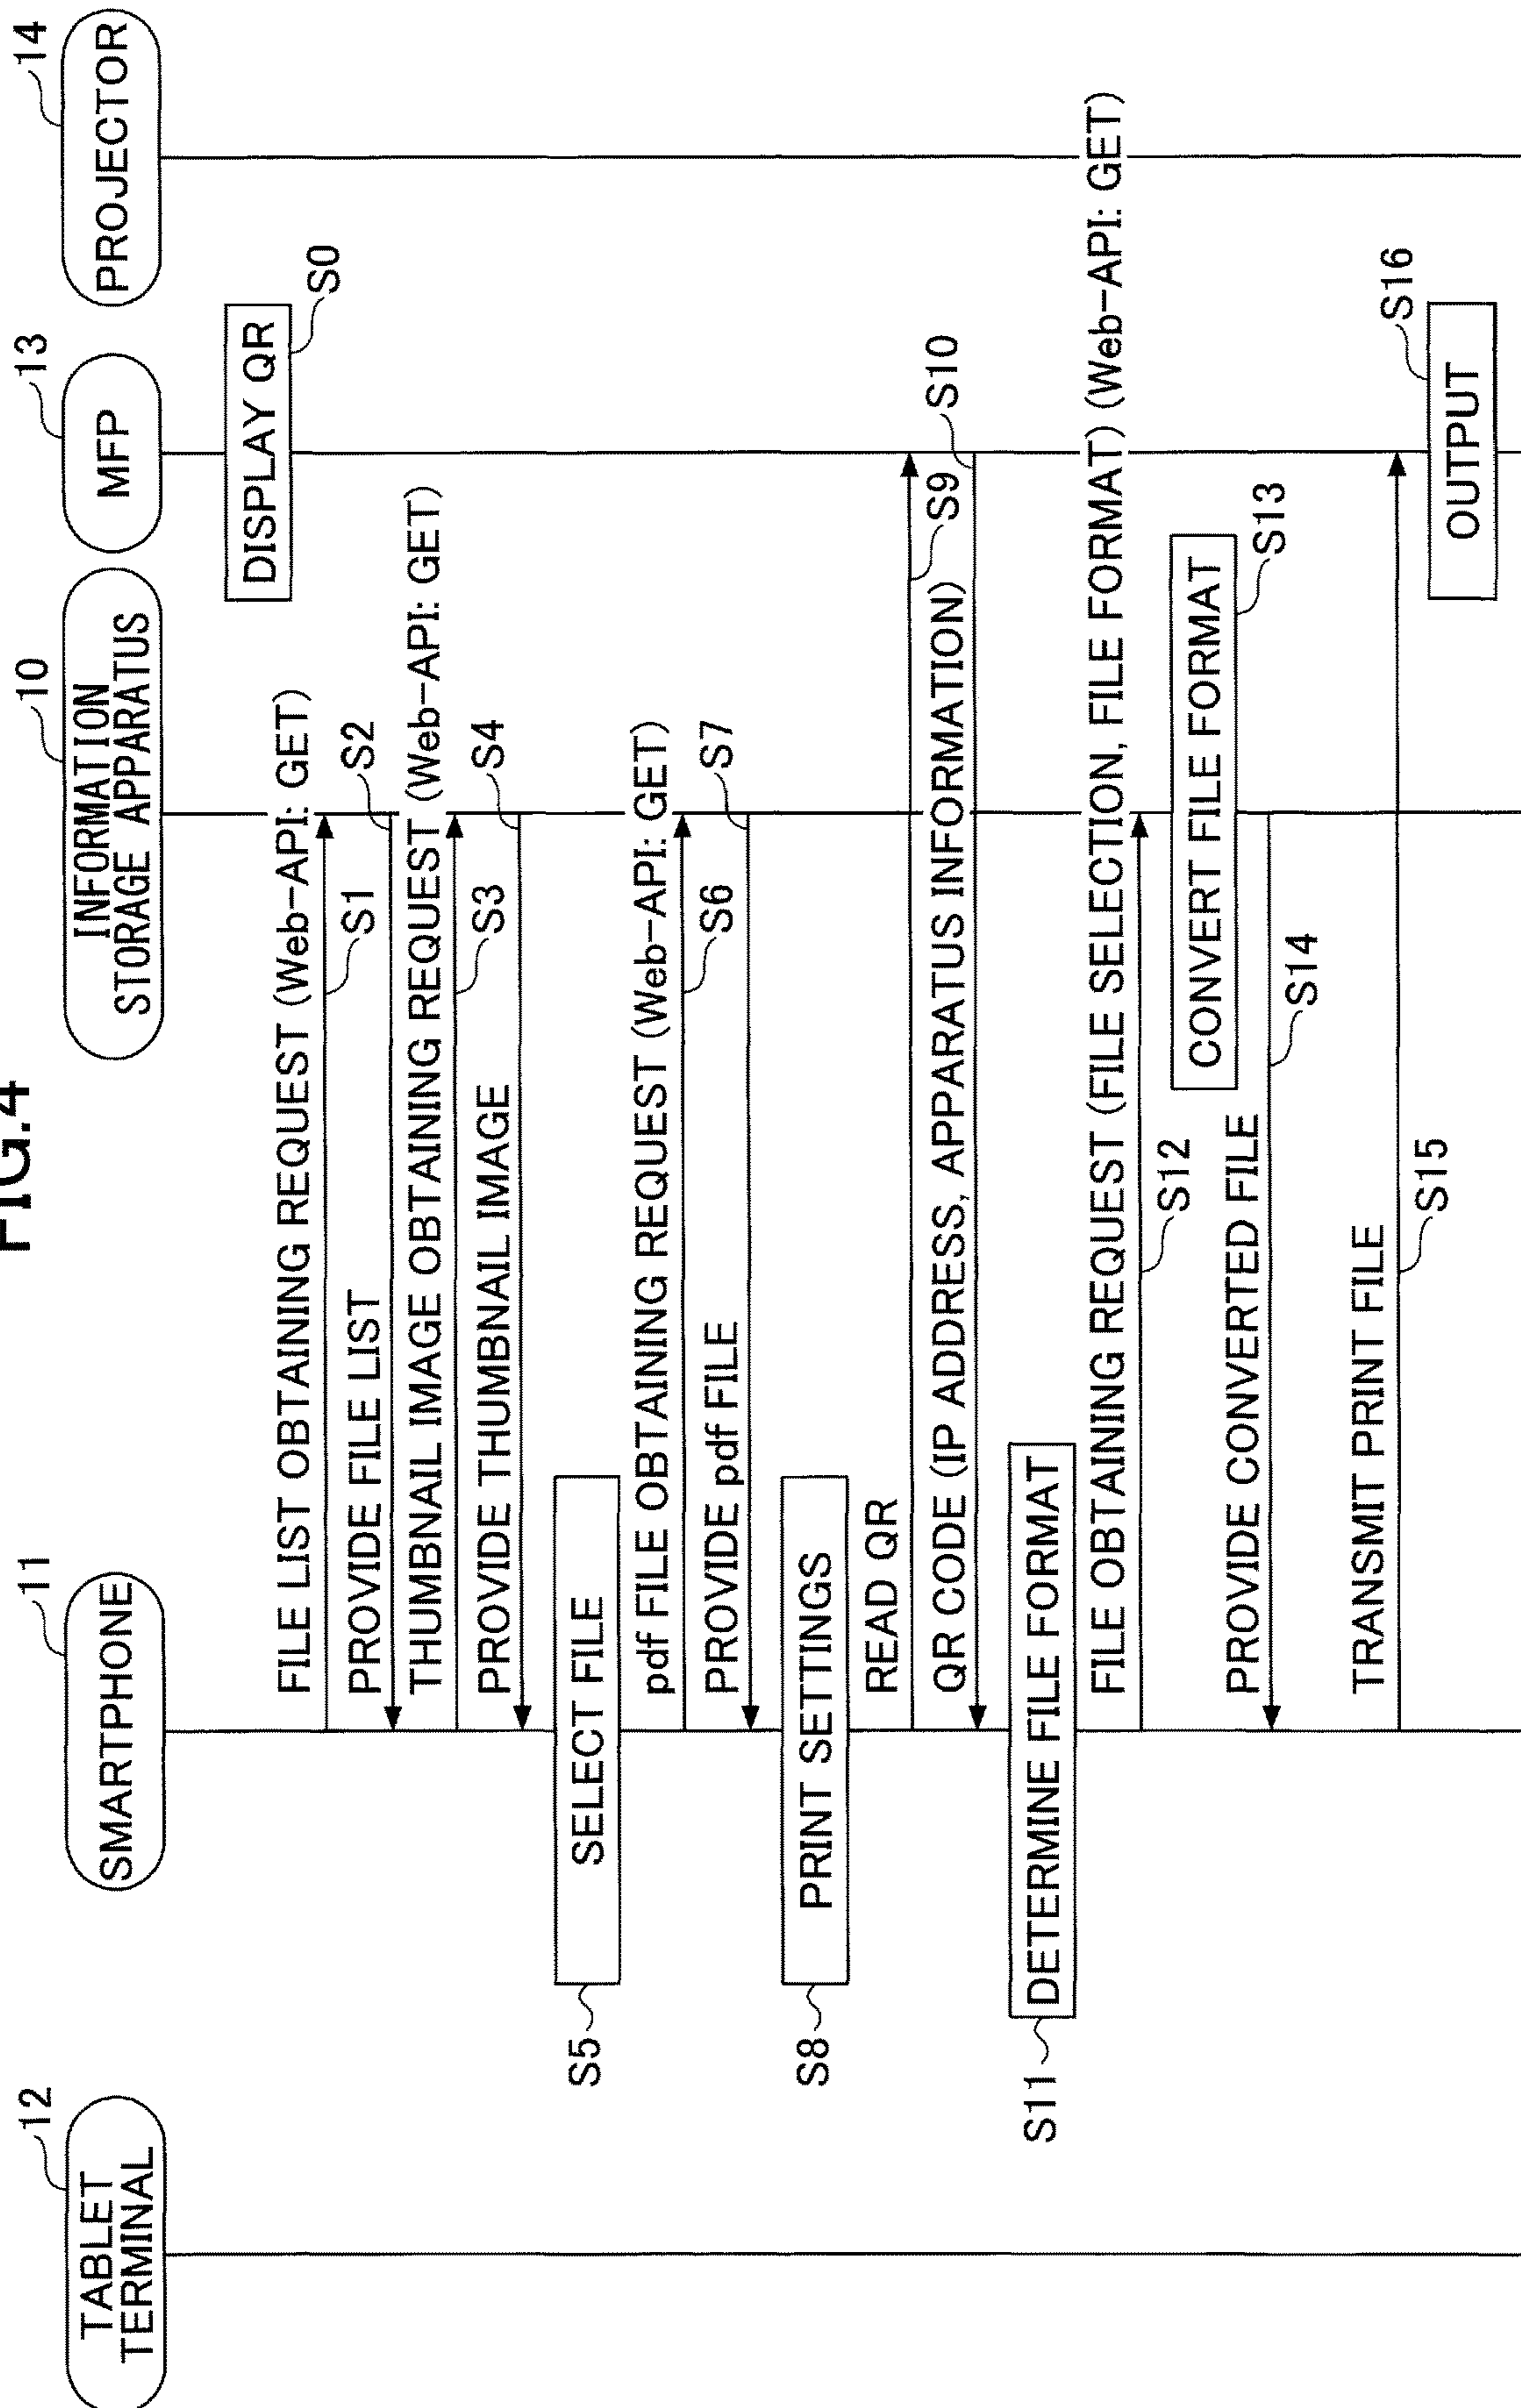 FIG.4
12
TABLET
TERMINAL
11
SMARTPHONE
10
INFORMATION
STORAGE APPARATUS
13
MFP
14
PROJECTOR
DISPLAY QR
S0
FILE LIST OBTAINING REQUEST (Web-API: GET)
S1
PROVIDE FILE LIST
S2
THUMBNAIL IMAGE OBTAINING REQUEST (Web-API: GET)
S3
PROVIDE THUMBNAIL IMAGE
S4
S5
SELECT FILE
pdf FILE OBTAINING REQUEST (Web-API: GET)
S6
PROVIDE pdf FILE
S7
S8
PRINT SETTINGS
READ QR
S9
QR CODE (IP ADDRESS, APPARATUS INFORMATION)
S10
S11
DETERMINE FILE FORMAT
FILE OBTAINING REQUEST (FILE SELECTION, FILE FORMAT) (Web-API: GET)
S12
CONVERT FILE FORMAT
S13
PROVIDE CONVERTED FILE
S14
TRANSMIT PRINT FILE
S15
OUTPUT
S16